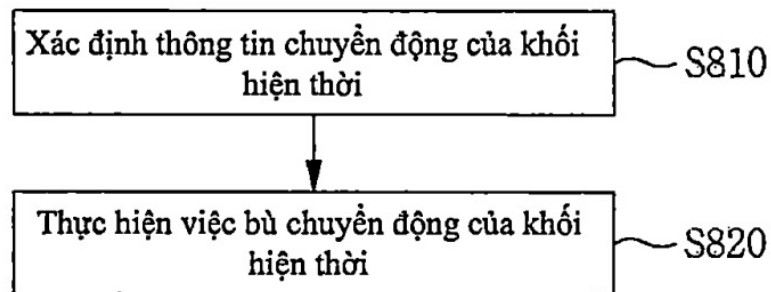 Xác định thông tin chuyển động của khối
hiện thời
S810
Thực hiện việc bù chuyển động của khối
hiện thời
S820